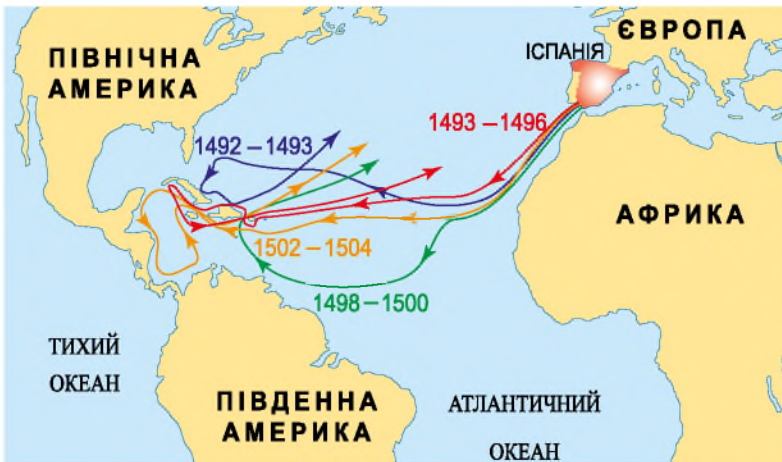 ПІВНІЧНА
АМЕРИКА
ЄВРОПА
ІСПАНІЯ
1492 – 1493
1493 – 1496
АФРИКА
1502 – 1504
1498 – 1500
ТИХИЙ
ОКЕАН
ПІВДЕННА
АМЕРИКА
АТЛАНТИЧНИЙ
ОКЕАН